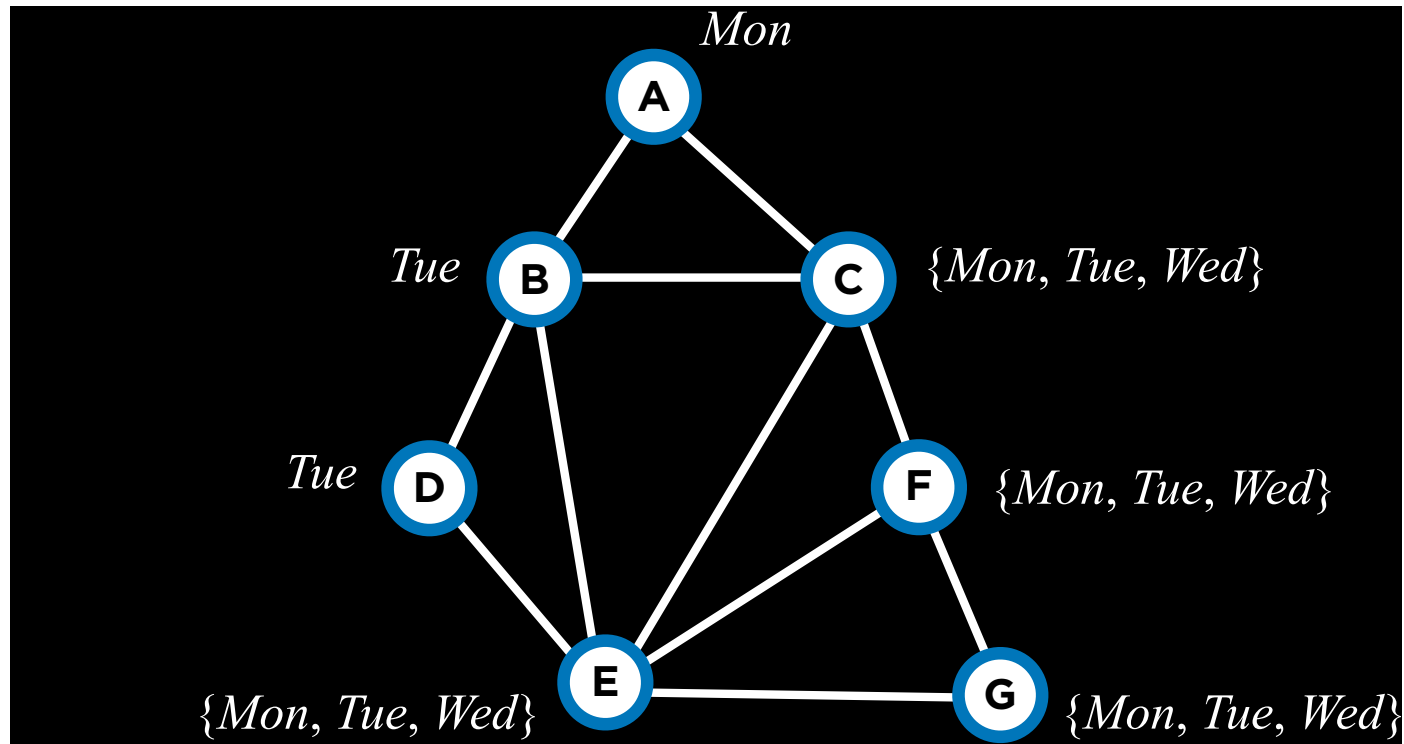 Mon
A
Tue
B
C
{Mon, Tue, Wed}
Tue
D
F
{Mon, Tue, Wed}
E
{Mon, Tue, Wed}
G
{Mon, Tue, Wed}